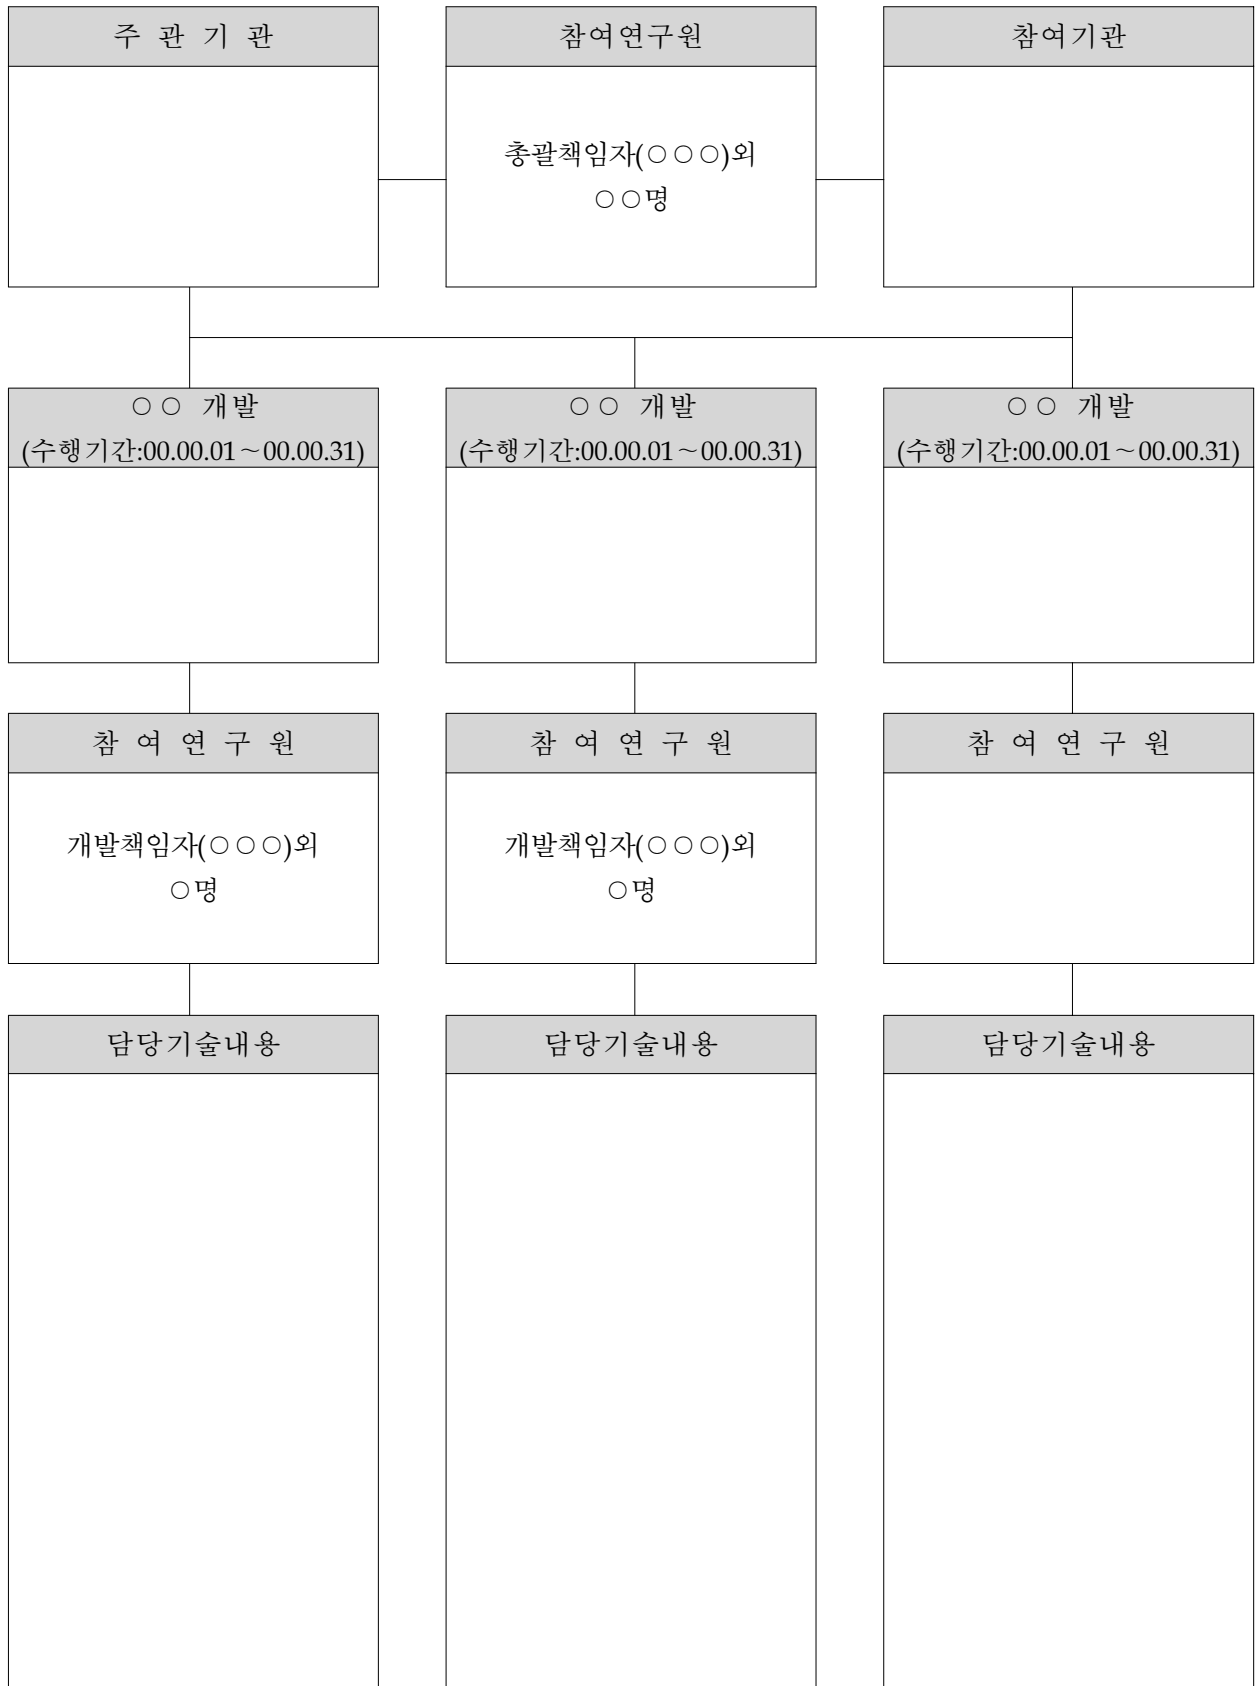 주 관 기 관
참여연구원
참여기관
총괄책임자(○○○)외
○○명
○○ 개발
(수행기간:00.00.01～00.00.31)
○○ 개발
(수행기간:00.00.01～00.00.31)
○○ 개발
(수행기간:00.00.01～00.00.31)
참 여 연 구 원
참 여 연 구 원
참 여 연 구 원
개발책임자(○○○)외
○명
개발책임자(○○○)외
○명
담당기술내용
담당기술내용
담당기술내용